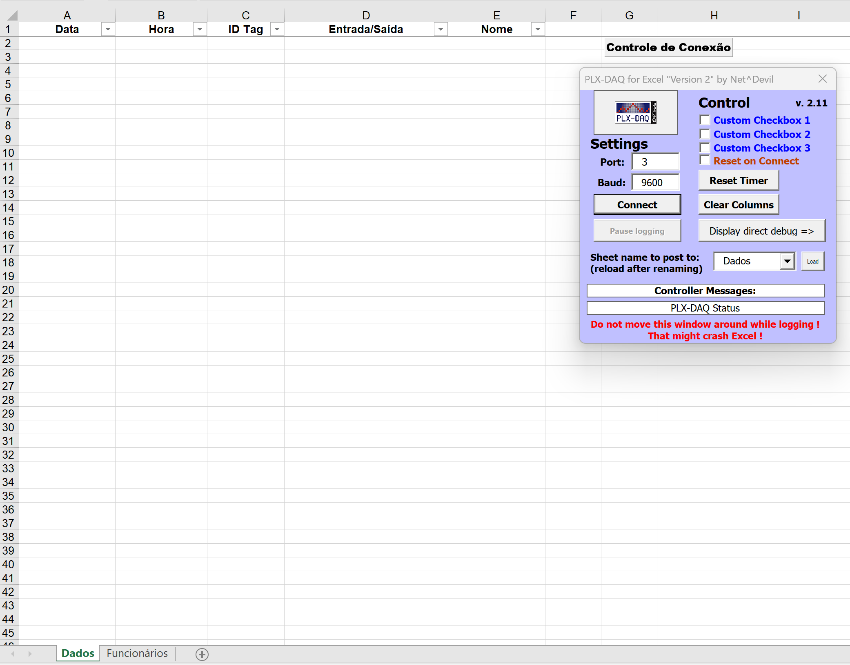 A B C D E F G H I
1 Data Hora ID Tag Entrada/Saída Nome
2
Controle de Conexão
3
4
PLX-DAQ for Excel "Version 2" by Net^Devil
5
6
7
8
9
10
11
12
13
14
15
16
17
18
19
20
21
22
23
24
25
26
27
28
29
30
31
32
33
34
35
36
37
38
39
40
41
42
43
44
45
PLX-DAQ
Control v. 2.11
Custom Checkbox 1
Custom Checkbox 2
Custom Checkbox 3
Reset on Connect
Settings
Port: 3
Baud: 9600
Reset Timer
Connect
Clear Columns
Pause logging
Display direct debug =>
Sheet name to post to:
(reload after renaming)
Dados
Load
Controller Messages:
PLX-DAQ Status
Do not move this window around while logging !
That might crash Excel !
Dados Funcionários